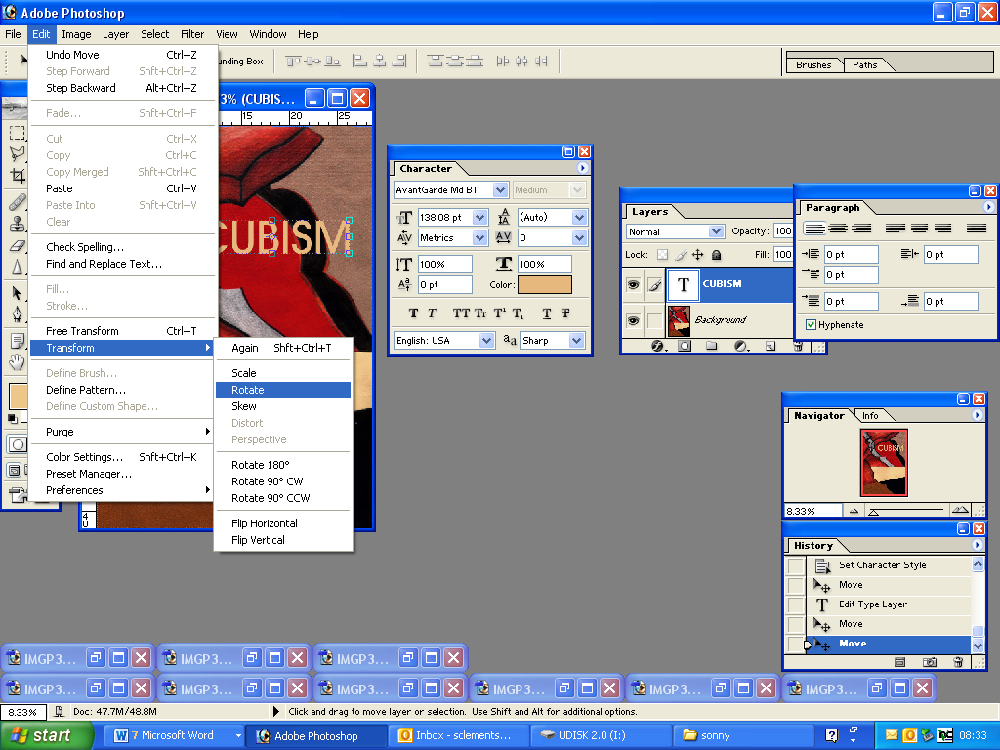 Adobe Photoshop
File Edit Image Layer Select Filter View Window Help
unding Box
Brushes Paths
Undo Move Ctrl+Z
Step Forward Shft+Ctrl+Z
Step Backward Alt+Ctrl+Z
Fade... Shft+Ctrl+F
Cut Ctrl+X
Copy Ctrl+C
Copy Merged Shft+Ctrl+C
Paste Ctrl+V
Paste Into Shft+Ctrl+V
Clear
Check Spelling...
Find and Replace Text...
Fill...
Stroke...
Free Transform Ctrl+T
Transform
Define Brush...
Define Pattern...
Define Custom Shape...
Purge
Color Settings... Shft+Ctrl+K
Preset Manager...
Preferences
Again Shft+Ctrl+T
Scale
Rotate
Skew
Distort
Perspective
Rotate 180°
Rotate 90° CW
Rotate 90° CCW
Flip Horizontal
Flip Vertical
3% (CUBIS...
15 20 25
CUBISM
40
Character
AvantGarde Md BT Medium
138.08 pt (Auto)
Metrics 0
100% 100%
0 pt Color:
T T TT Tt T¹ T₁ T T
English: USA aa Sharp
Layers
Normal Opacity: 100
Lock: Fill: 100
T CUBISM
Background
Paragraph
0 pt 0 pt
0 pt
0 pt 0 pt
Hyphenate
Navigator Info
CUBISM
8.33%
History
Set Character Style
Move
T Edit Type Layer
Move
Move
IMGP3... IMGP3... IMGP3...
IMGP3... IMGP3... IMGP3... IMGP3... IMGP3... IMGP3...
8.33% Doc: 47.7M/48.8M Click and drag to move layer or selection. Use Shift and Alt for additional options.
start 7 Microsoft Word Adobe Photoshop Inbox - sclements... UDISK 2.0 (I:) sonny 08:33